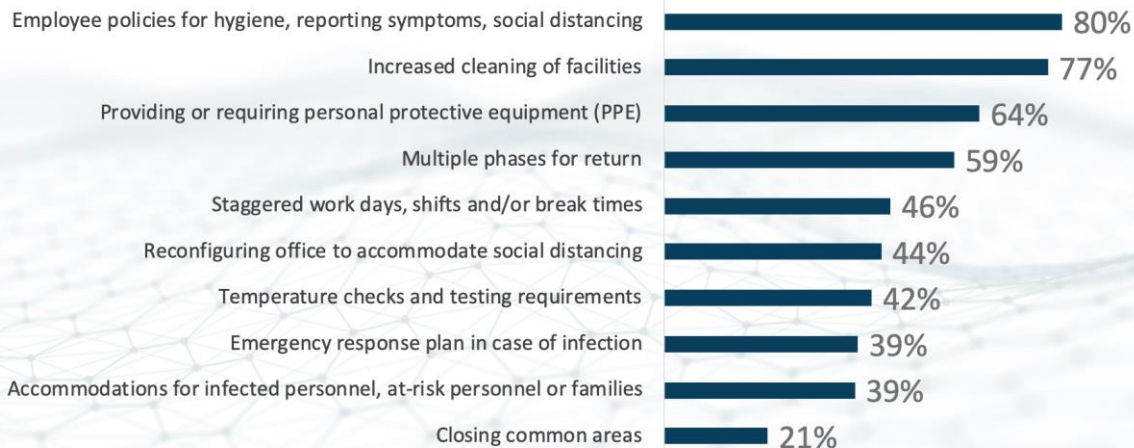 Employee policies for hygiene, reporting symptoms, social distancing 80%
Increased cleaning of facilities 77%
Providing or requiring personal protective equipment (PPE) 64%
Multiple phases for return 59%
Staggered work days, shifts and/or break times 46%
Reconfiguring office to accommodate social distancing 44%
Temperature checks and testing requirements 42%
Emergency response plan in case of infection 39%
Accommodations for infected personnel, at-risk personnel or families 39%
Closing common areas 21%